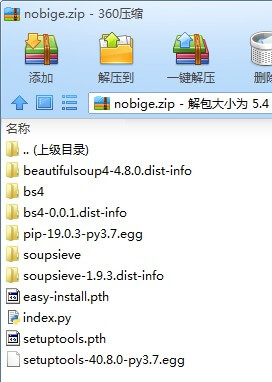 nobige.zip - 360压缩
添加
解压到
一键解压
删除
nobige.zip - 解包大小为 5.4
名称
.. (上级目录)
beautifulsoup4-4.8.0.dist-info
bs4
bs4-0.0.1.dist-info
pip-19.0.3-py3.7.egg
soupsieve
soupsieve-1.9.3.dist-info
easy-install.pth
index.py
setuptools.pth
setuptools-40.8.0-py3.7.egg